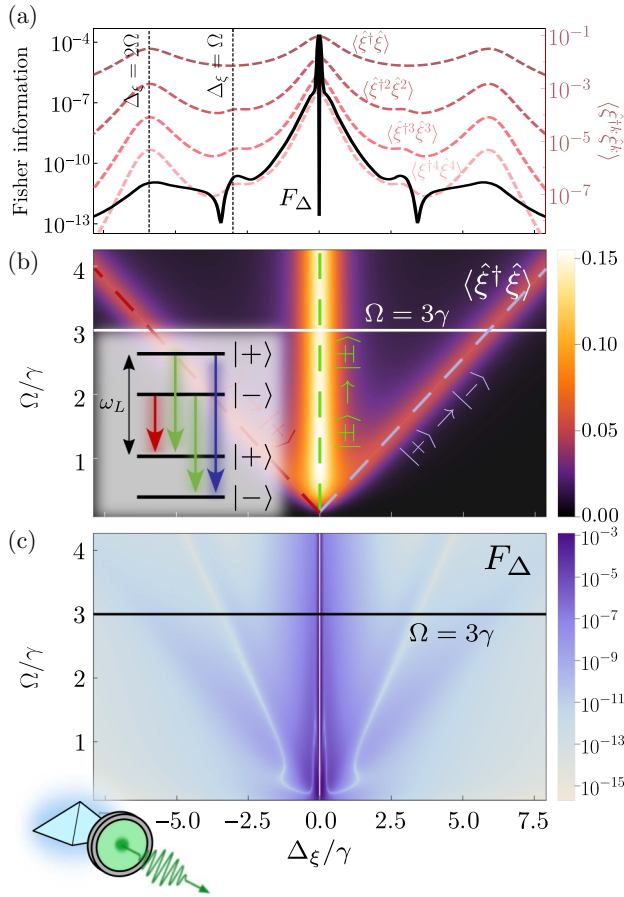 (a)
10⁻⁴
10⁻⁷
10⁻¹⁰
10⁻¹³
Fisher information
Δ_ξ = 2Ω
Δ_ξ = Ω
⟨ξ̂†ξ̂⟩
⟨ξ̂†²ξ̂²⟩
⟨ξ̂†³ξ̂³⟩
⟨ξ̂†⁴ξ̂⁴⟩
F_Δ
10⁻¹
10⁻³
10⁻⁵
10⁻⁷
⟨ξ̂†ᵏξ̂ᵏ⟩
(b)
4
3
2
1
Ω/γ
⟨ξ̂†ξ̂⟩
Ω = 3γ
|±⟩ → |±⟩
|+⟩ → |−⟩
ω_L
|+⟩
|−⟩
|+⟩
|−⟩
0.15
0.10
0.05
0.00
(c)
4
3
2
1
Ω/γ
F_Δ
Ω = 3γ
10⁻³
10⁻⁵
10⁻⁷
10⁻⁹
10⁻¹¹
10⁻¹³
10⁻¹⁵
−5.0 −2.5 0.0 2.5 5.0 7.5
Δ_ξ/γ